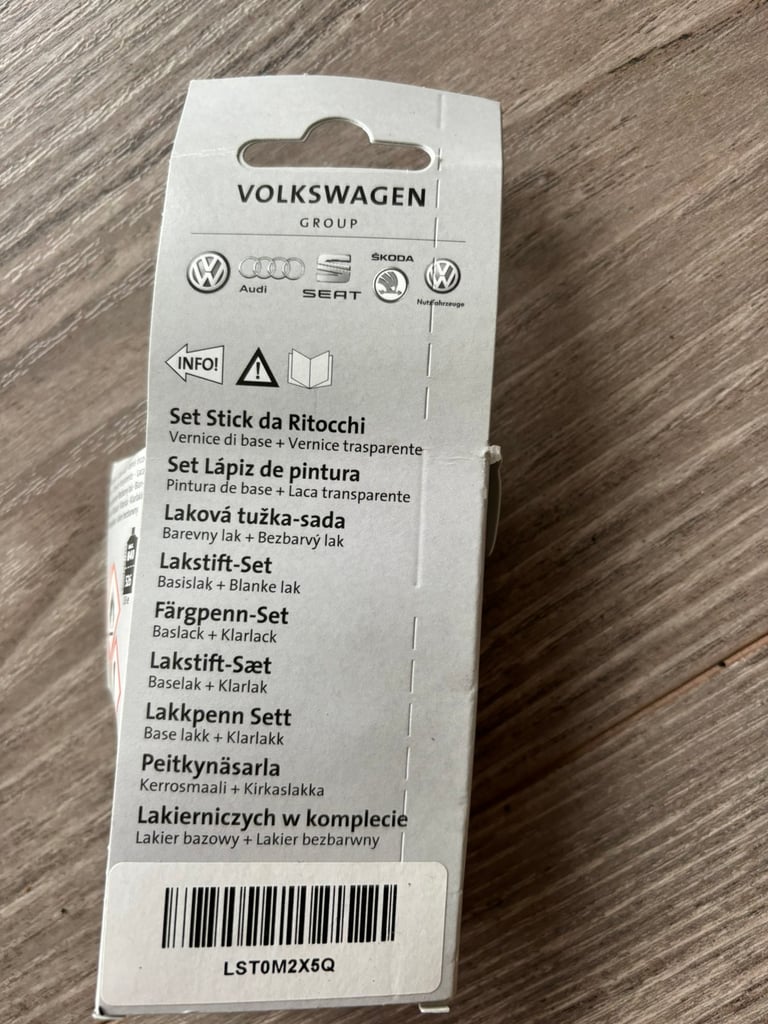 VOLKSWAGEN
GROUP
Audi
SEAT
ŠKODA
Nutzfahrzeuge
INFO!
Set Stick da Ritocchi
Vernice di base + Vernice trasparente
Set Lápiz de pintura
Pintura de base + Laca transparente
Laková tužka-sada
Barevny lak + Bezbarvý lak
Lakstift-Set
Basislak + Blanke lak
Färgpenn-Set
Baslack + Klarlack
Lakstift-Sæt
Baselak + Klarlak
Lakkpenn Sett
Base lakk + Klarlakk
Peitkynäsarla
Kerrosmaali + Kirkaslakka
Lakierniczych w komplecie
Lakier bazowy + Lakier bezbarwny
LST0M2X5Q